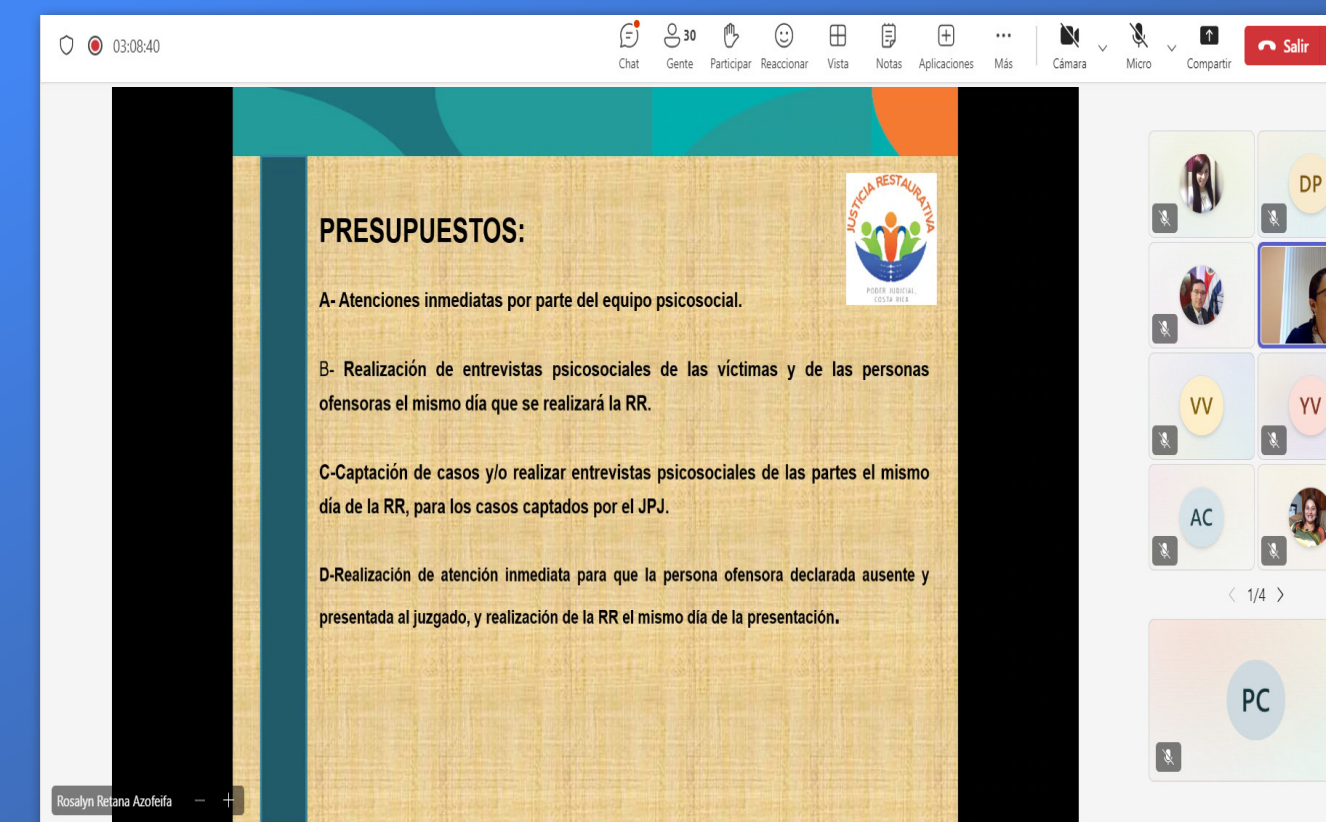 03:08:40
30
Chat
Gente
Participar
Reaccionar
Vista
Notas
Aplicaciones
Más
Cámara
Micro
Compartir
Salir
JUSTICIA RESTAURATIVA
PODER JUDICIAL,
COSTA RICA
PRESUPUESTOS:
A- Atenciones inmediatas por parte del equipo psicosocial.
B- Realización de entrevistas psicosociales de las víctimas y de las personas
ofensoras el mismo día que se realizará la RR.
C-Captación de casos y/o realizar entrevistas psicosociales de las partes el mismo
día de la RR, para los casos captados por el JPJ.
D-Realización de atención inmediata para que la persona ofensora declarada ausente y
presentada al juzgado, y realización de la RR el mismo día de la presentación.
DP
VV
YV
AC
1/4
PC
Rosalyn Retana Azofeifa